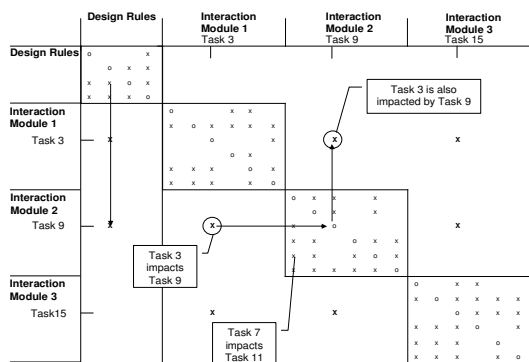 Design Rules
Interaction
Module 1
Task 3
Interaction
Module 2
Task 9
Interaction
Module 3
Task 15
Design Rules
o x
o x x
x x o x
x x x o
Task 3 is also
impacted by Task 9
Interaction
Module 1
o x x
x o x x x x
Task 3
x o x x x
o x
x x x x
x x x x o
Interaction
Module 2
o x x x
o x x
Task 9
x x o x
x x o x x
x x o x
x x x x x o
Task 3
impacts
Task 9
Interaction
Module 3
o x x
x o x x x x
Task15
x x o x x x
Task 7
impacts
Task 11